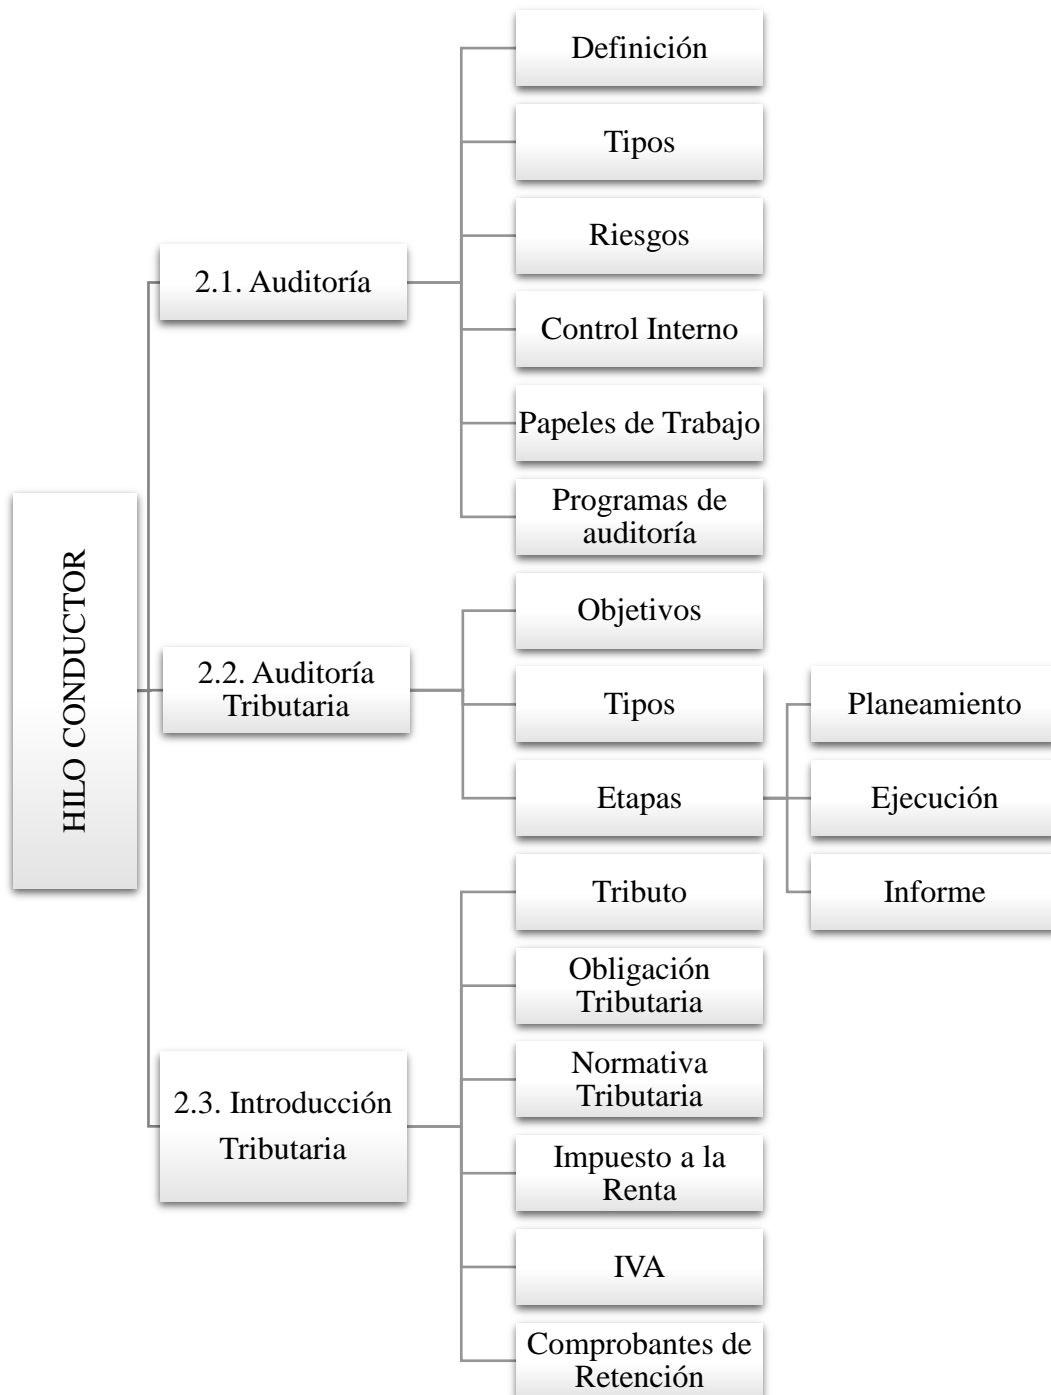 HILO CONDUCTOR
2.1. Auditoría
Definición
Tipos
Riesgos
Control Interno
Papeles de Trabajo
Programas de
auditoría
2.2. Auditoría
Tributaria
Objetivos
Tipos
Etapas
Planeamiento
Ejecución
Informe
2.3. Introducción
Tributaria
Tributo
Obligación
Tributaria
Normativa
Tributaria
Impuesto a la
Renta
IVA
Comprobantes de
Retención